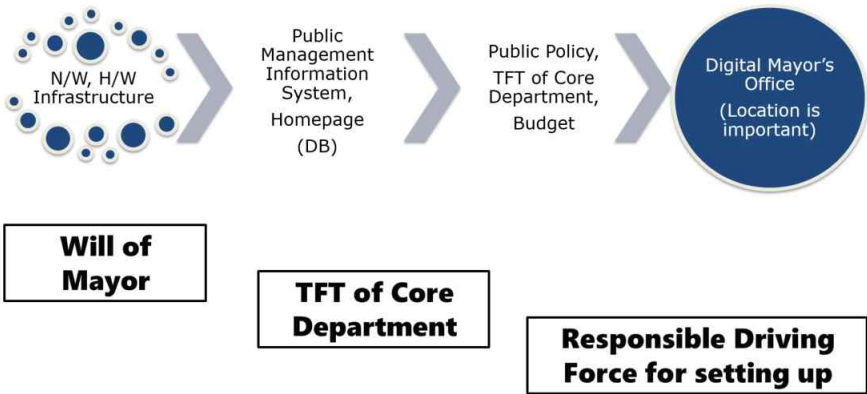 N/W, H/W
Infrastructure
Public
Management
Information
System,
Homepage
(DB)
Public Policy,
TFT of Core
Department,
Budget
Digital Mayor's
Office
(Location is
important)
Will of
Mayor
TFT of Core
Department
Responsible Driving
Force for setting up